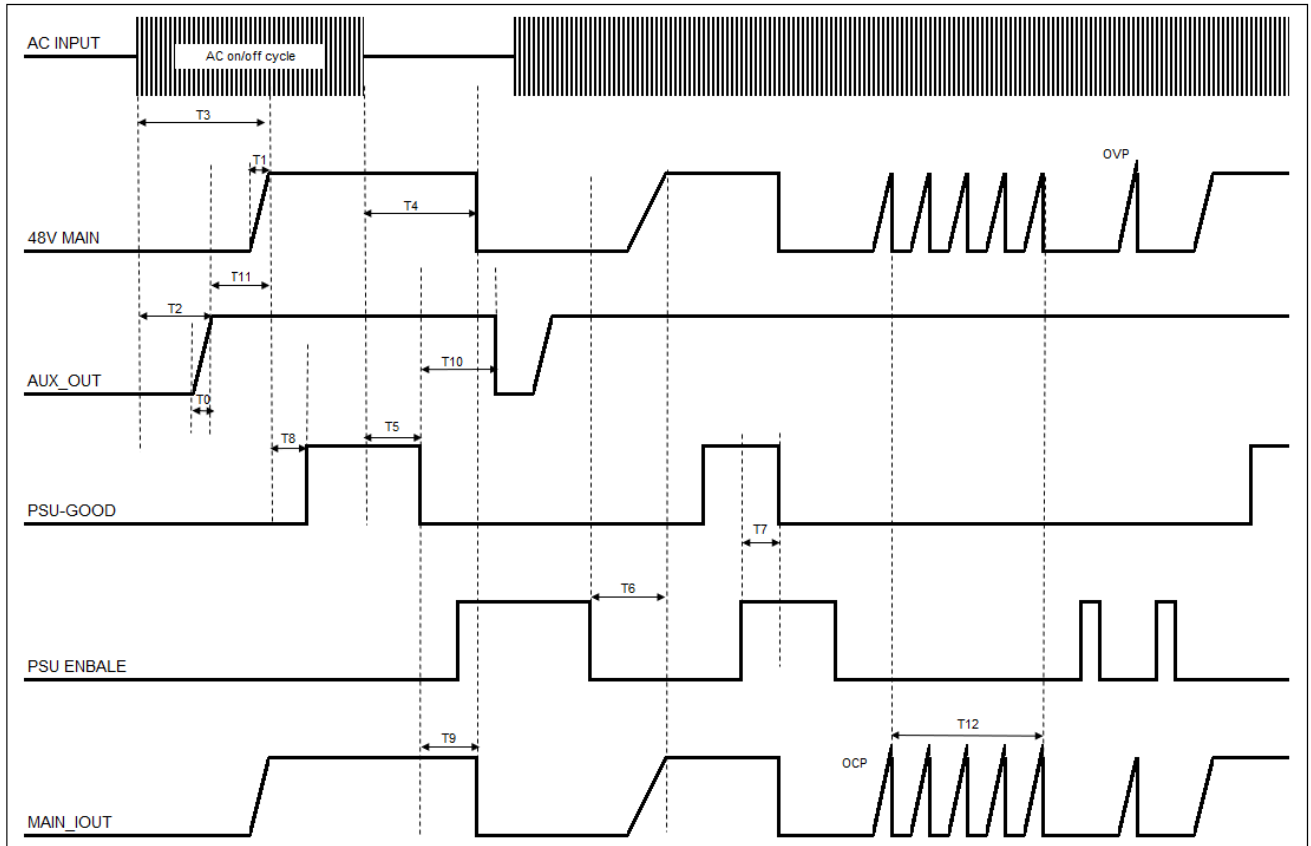 AC INPUT
AC on/off cycle
T3
T1
OVP
T4
48V MAIN
T11
T2
T10
AUX_OUT
T0
T5
T8
PSU-GOOD
T7
T6
PSU ENBALE
T12
T9
OCP
MAIN_IOUT